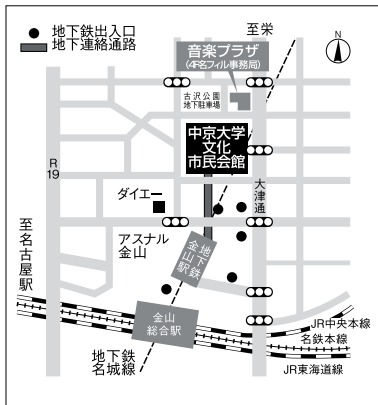 地下鉄出入口
地下連絡通路
至栄
N
音楽プラザ
(4F名フィル事務局)
古沢公園
地下駐車場
中京大学
文化
市民会館
R
19
大津通
ダイエー
アスナル
金山
地下鉄
金山駅
至名古屋駅
金山
総合駅
地下鉄
名城線
JR中央本線
名鉄本線
JR東海道線